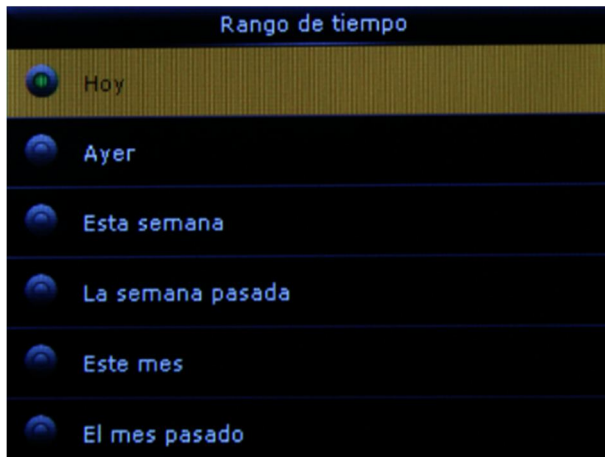 Rango de tiempo
Hoy
Ayer
Esta semana
La semana pasada
Este mes
El mes pasado